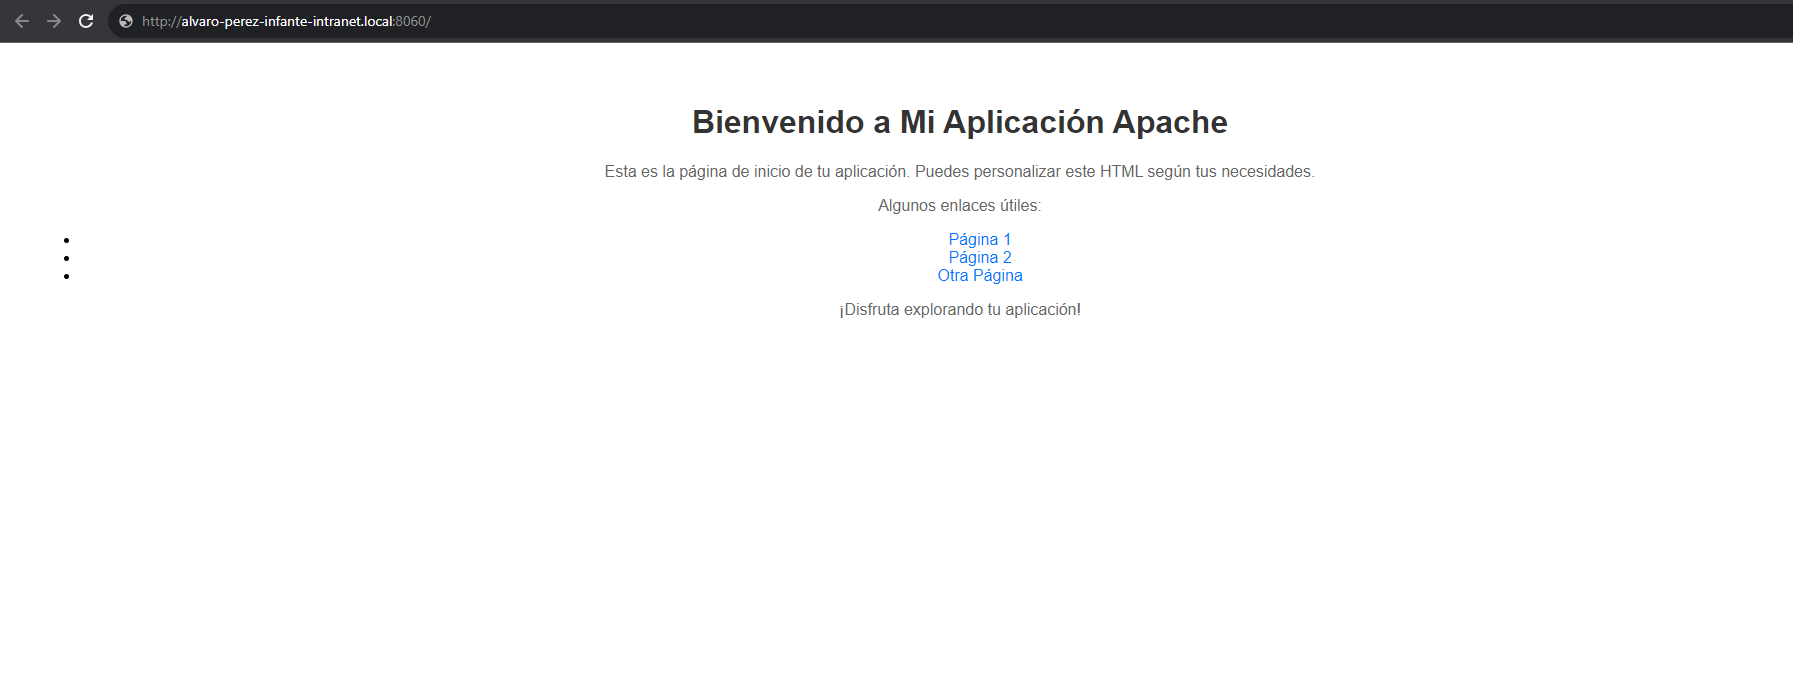 http://alvaro-perez-infante-intranet.local:8060/
Bienvenido a Mi Aplicación Apache
Esta es la página de inicio de tu aplicación. Puedes personalizar este HTML según tus necesidades.
Algunos enlaces útiles:
Página 1
Página 2
Otra Página
¡Disfruta explorando tu aplicación!